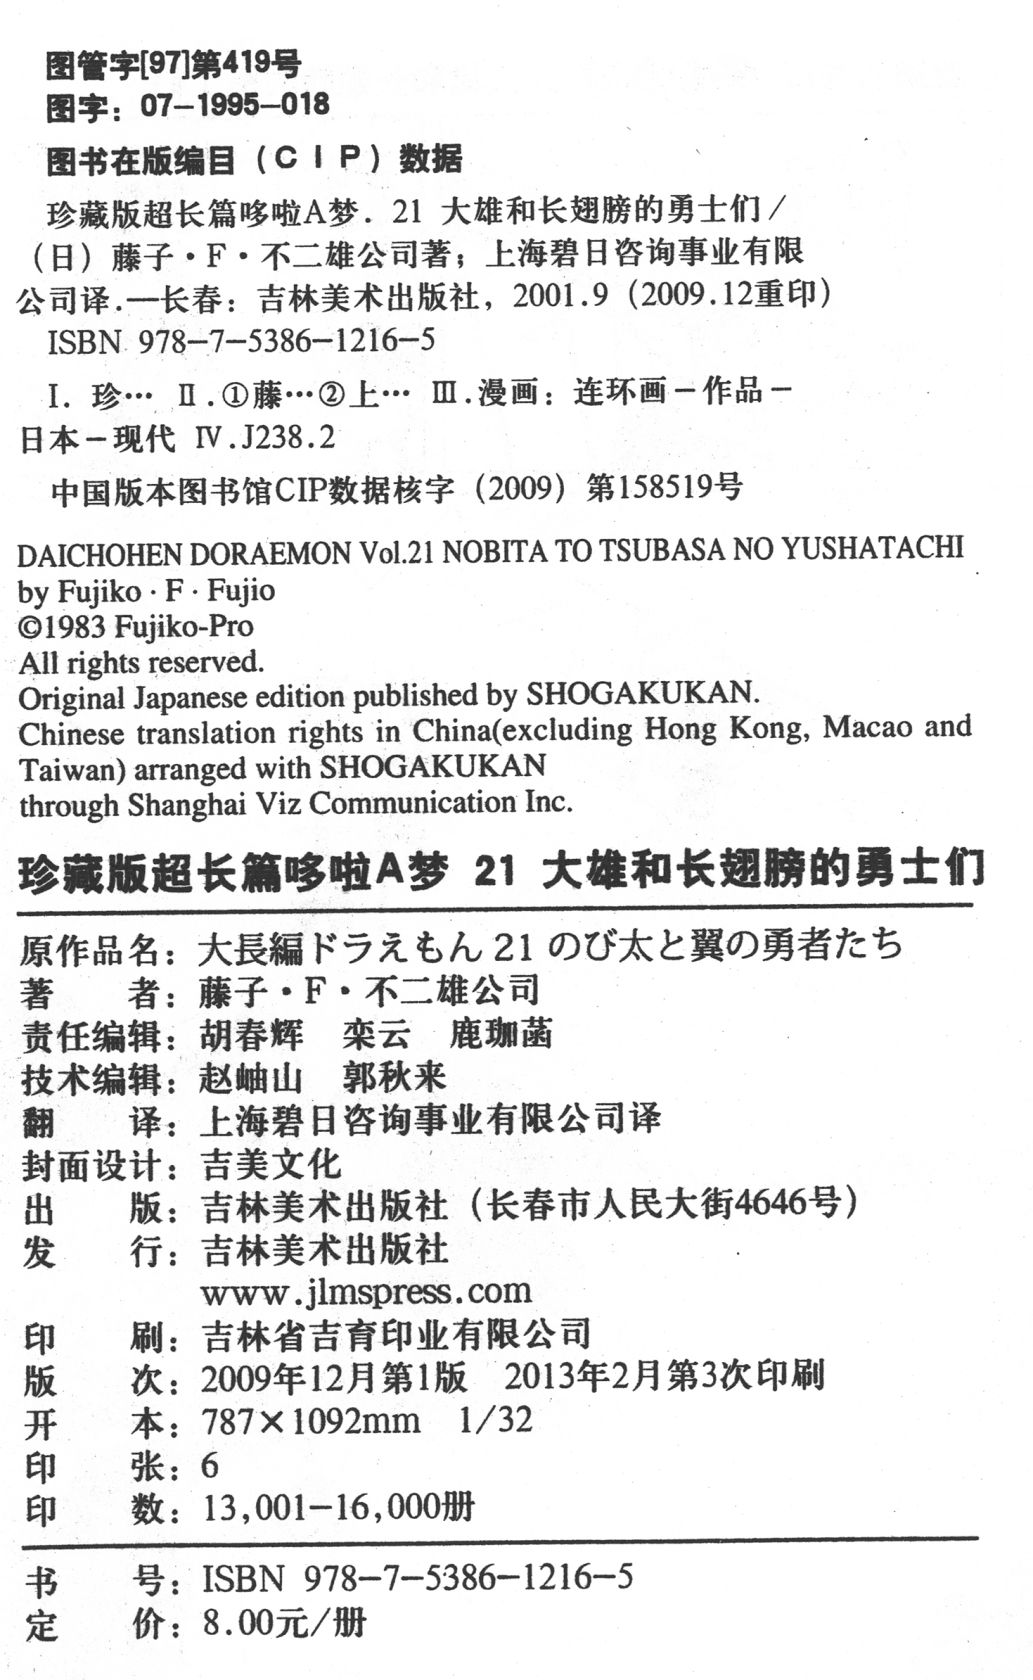 图管字[97]第419号
图字：07—1995—018
图书在版编目（CIP）数据
珍藏版超长篇哆啦A梦．21 大雄和长翅膀的勇士们／
（日）藤子・F・不二雄公司著；上海碧日咨询事业有限
公司译.—长春：吉林美术出版社，2001.9（2009.12重印）
ISBN 978—7—5386—1216—5
Ⅰ．珍… Ⅱ.①藤…②上… Ⅲ.漫画：连环画－作品－
日本－现代 Ⅳ.J238.2
中国版本图书馆CIP数据核字（2009）第158519号
DAICHOHEN DORAEMON Vol.21 NOBITA TO TSUBASA NO YUSHATACHI
by Fujiko · F · Fujio
©1983 Fujiko-Pro
All rights reserved.
Original Japanese edition published by SHOGAKUKAN.
Chinese translation rights in China(excluding Hong Kong, Macao and
Taiwan) arranged with SHOGAKUKAN
through Shanghai Viz Communication Inc.
珍藏版超长篇哆啦A梦 21 大雄和长翅膀的勇士们
原作品名：大長編ドラえもん 21 のび太と翼の勇者たち
著　　者：藤子・F・不二雄公司
责任编辑：胡春辉　栾云　鹿珈菡
技术编辑：赵岫山　郭秋来
翻　　译：上海碧日咨询事业有限公司译
封面设计：吉美文化
出　　版：吉林美术出版社（长春市人民大街4646号）
发　　行：吉林美术出版社
www.jlmspress.com
印　　刷：吉林省吉育印业有限公司
版　　次：2009年12月第1版　2013年2月第3次印刷
开　　本：787×1092mm　1/32
印　　张：6
印　　数：13,001—16,000册
书　　号：ISBN 978—7—5386—1216—5
定　　价：8.00元/册